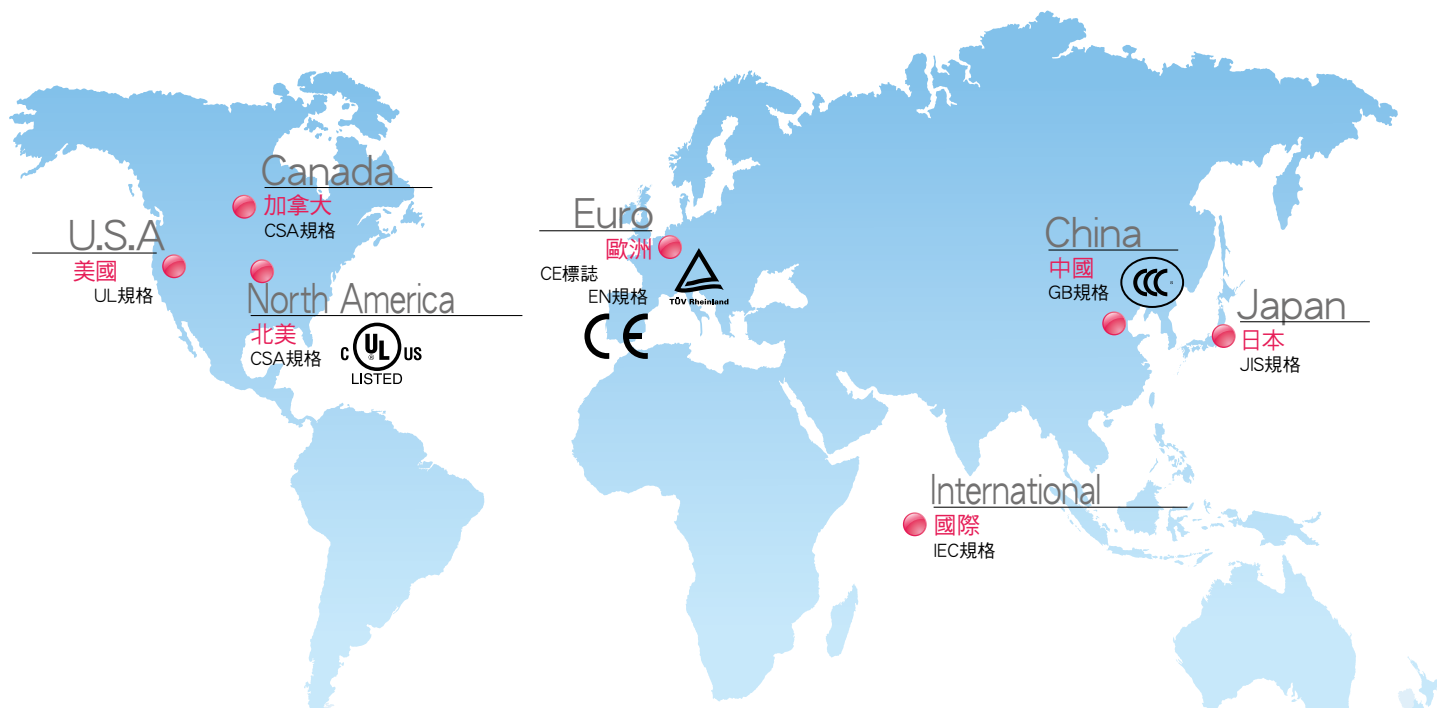 Canada
加拿大
CSA規格
U.S.A
美國
UL規格
North America
北美
CSA規格
C UL® US
LISTED
Euro
歐洲
CE標誌
EN規格
TÜV Rheinland
CE
China
中國
GB規格
CCC
Japan
日本
JIS規格
International
國際
IEC規格